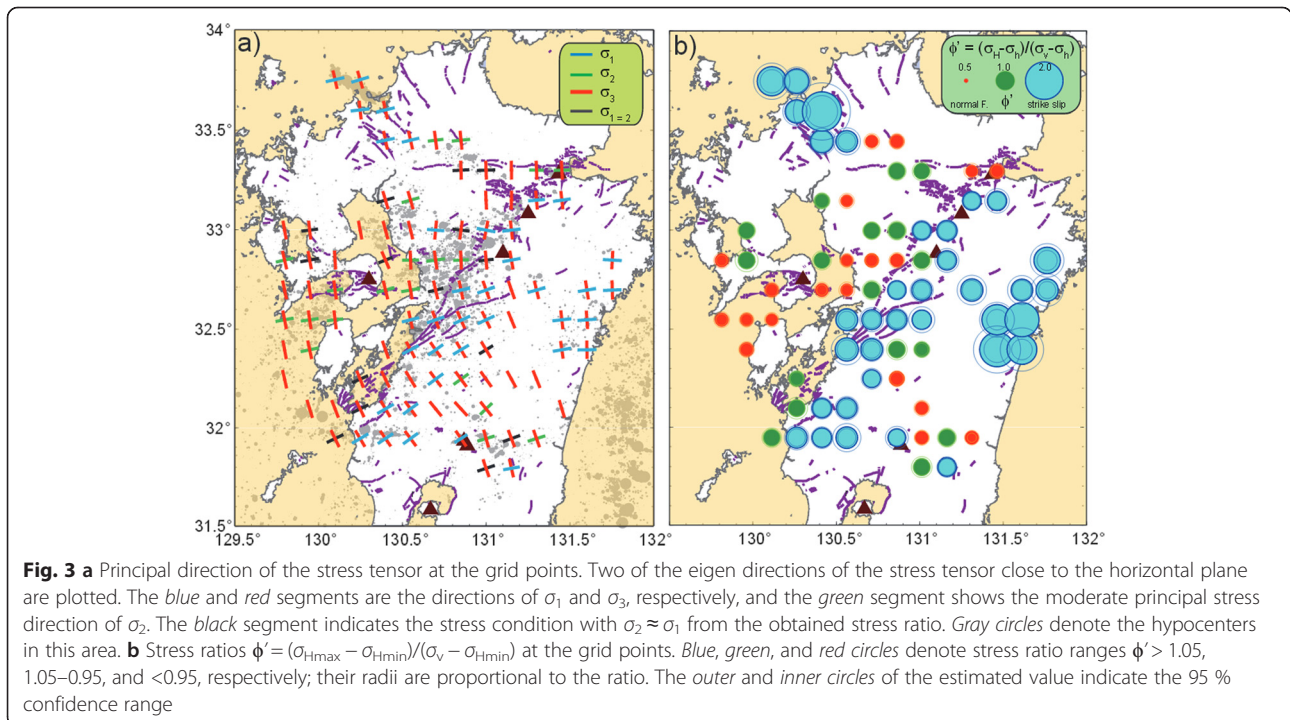 34°
33.5°
33°
32.5°
32°
31.5°
a)
σ1
σ2
σ3
σ1 = 2
129.5°
130°
130.5°
131°
131.5°
132°
b)
ϕ' = (σH-σh)/(σv-σh)
0.5 1.0 2.0
normal F. ϕ' strike slip
130°
130.5°
131°
131.5°
132°
Fig. 3 a Principal direction of the stress tensor at the grid points. Two of the eigen directions of the stress tensor close to the horizontal plane
are plotted. The blue and red segments are the directions of σ1 and σ3, respectively, and the green segment shows the moderate principal stress
direction of σ2. The black segment indicates the stress condition with σ2 ≈ σ1 from the obtained stress ratio. Gray circles denote the hypocenters
in this area. b Stress ratios ϕ′ = (σHmax − σHmin)/(σv − σHmin) at the grid points. Blue, green, and red circles denote stress ratio ranges ϕ′ > 1.05,
1.05–0.95, and <0.95, respectively; their radii are proportional to the ratio. The outer and inner circles of the estimated value indicate the 95 %
confidence range